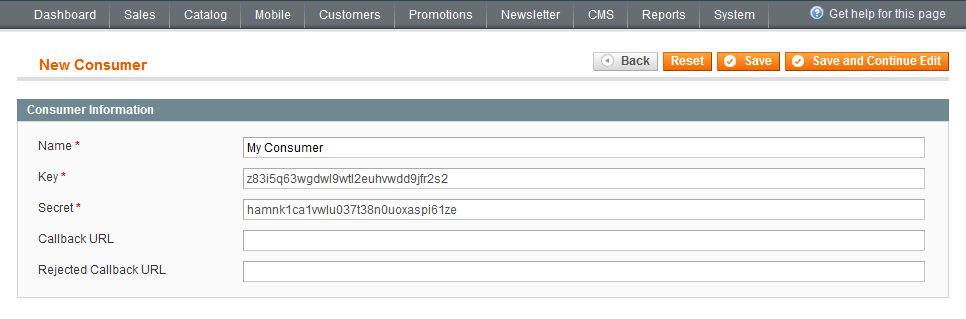 Dashboard Sales Catalog Mobile Customers Promotions Newsletter CMS Reports System Get help for this page
New Consumer Back Reset Save Save and Continue Edit
Consumer Information
Name * My Consumer
Key * z83i5q63wgdwl9wtl2euhvwdd9jfr2s2
Secret * hamnk1ca1vwlu037t38n0uoxaspi61ze
Callback URL
Rejected Callback URL